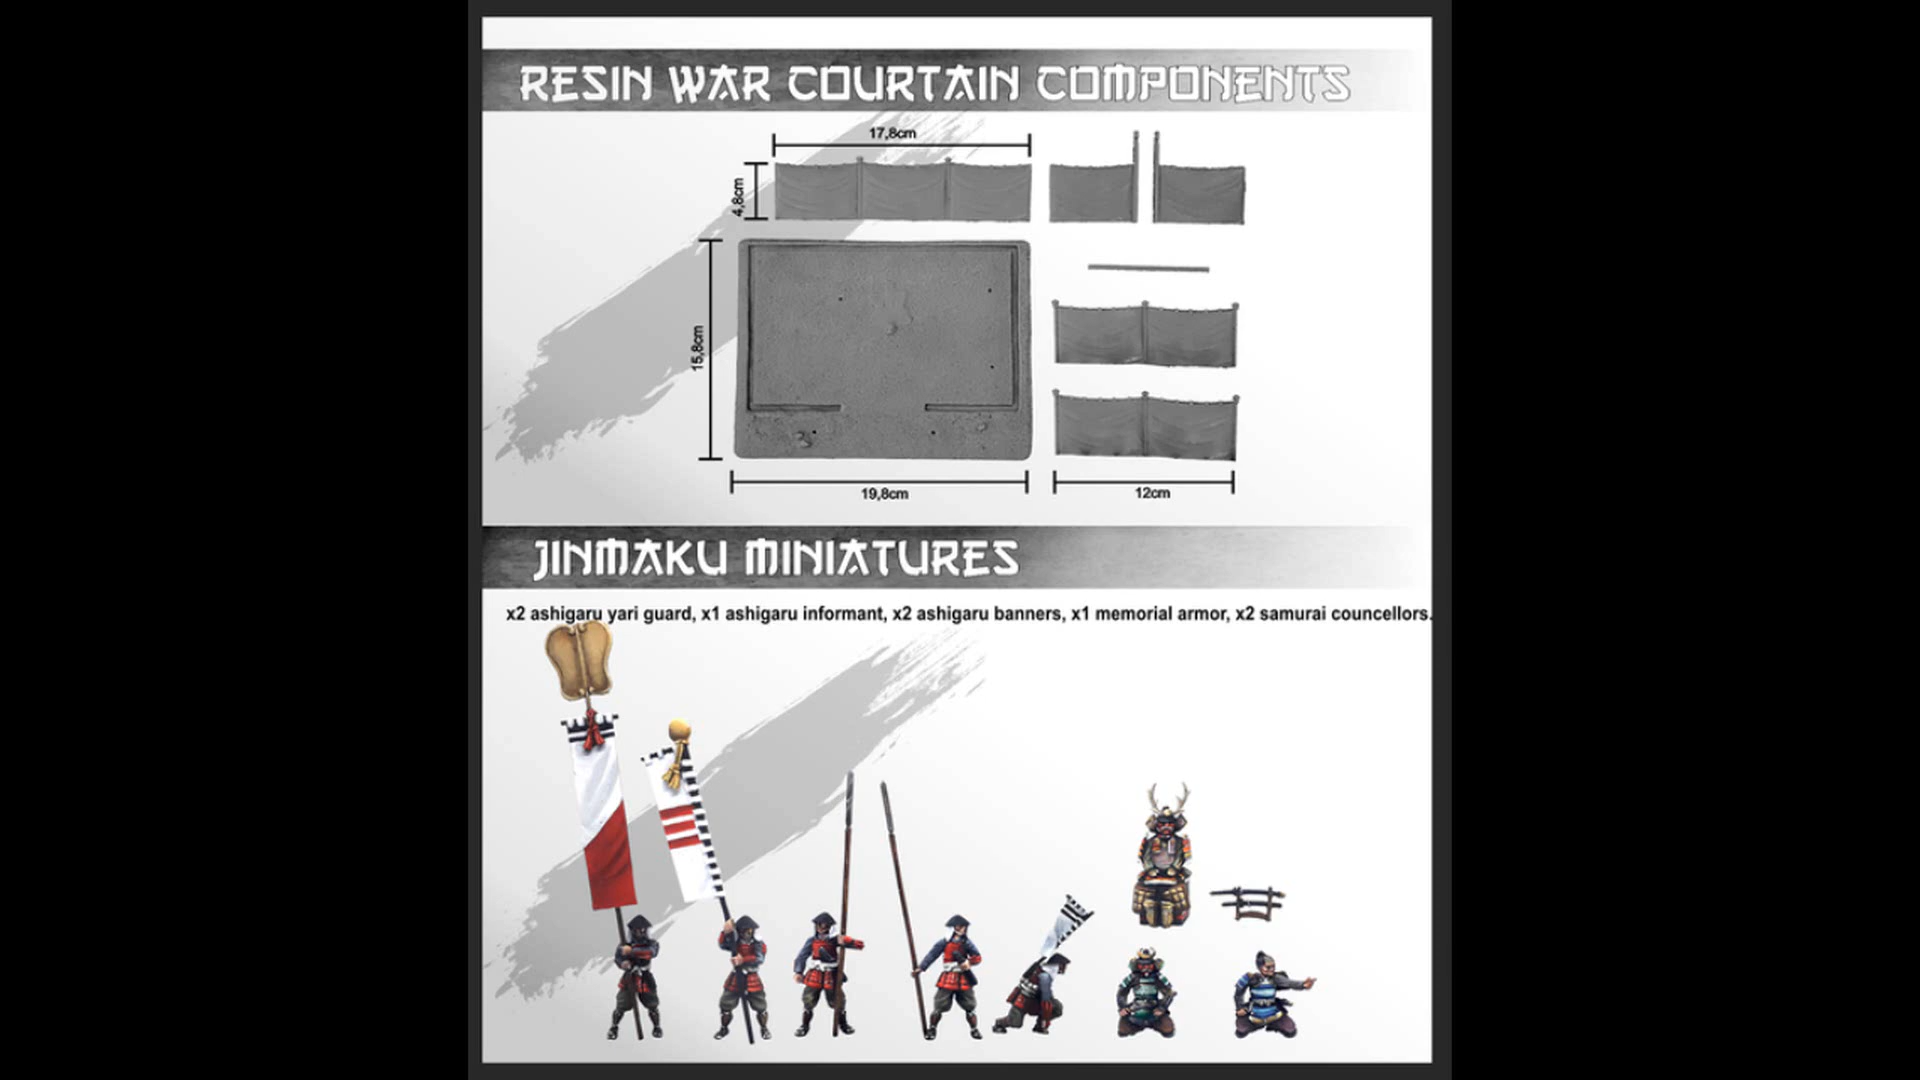 RESIN WAR COURTAIN COMPONENTS
17,8cm
4,8cm
15,8cm
19,8cm
12cm
JINMAKU MINIATURES
x2 ashigaru yari guard, x1 ashigaru informant, x2 ashigaru banners, x1 memorial armor, x2 samurai councellors.